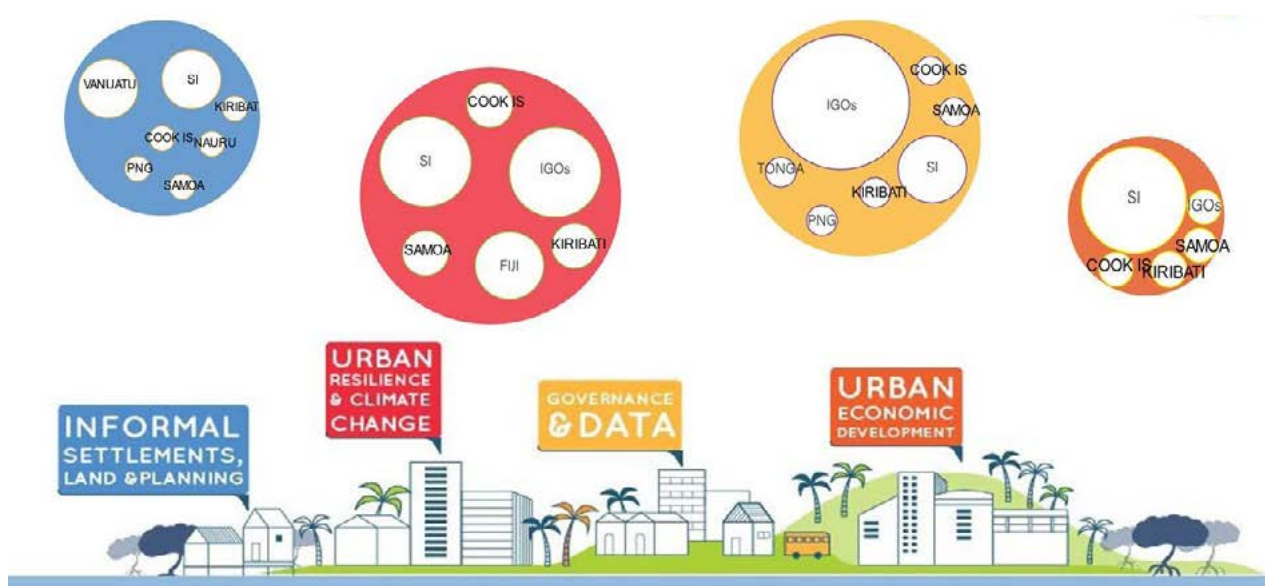 VANUATU
SI
KIRIBAT
COOK IS
NAURU
PNG
SAMOA
COOK IS
SI
IGOs
SAMOA
FIJI
KIRIBATI
IGOs
COOK IS
SAMOA
TONGA
SI
KIRIBATI
PNG
SI
IGOs
SAMOA
COOK IS
KIRIBATI
INFORMAL
SETTLEMENTS,
LAND & PLANNING
URBAN
RESILIENCE
& CLIMATE
CHANGE
GOVERNANCE
& DATA
URBAN
ECONOMIC
DEVELOPMENT